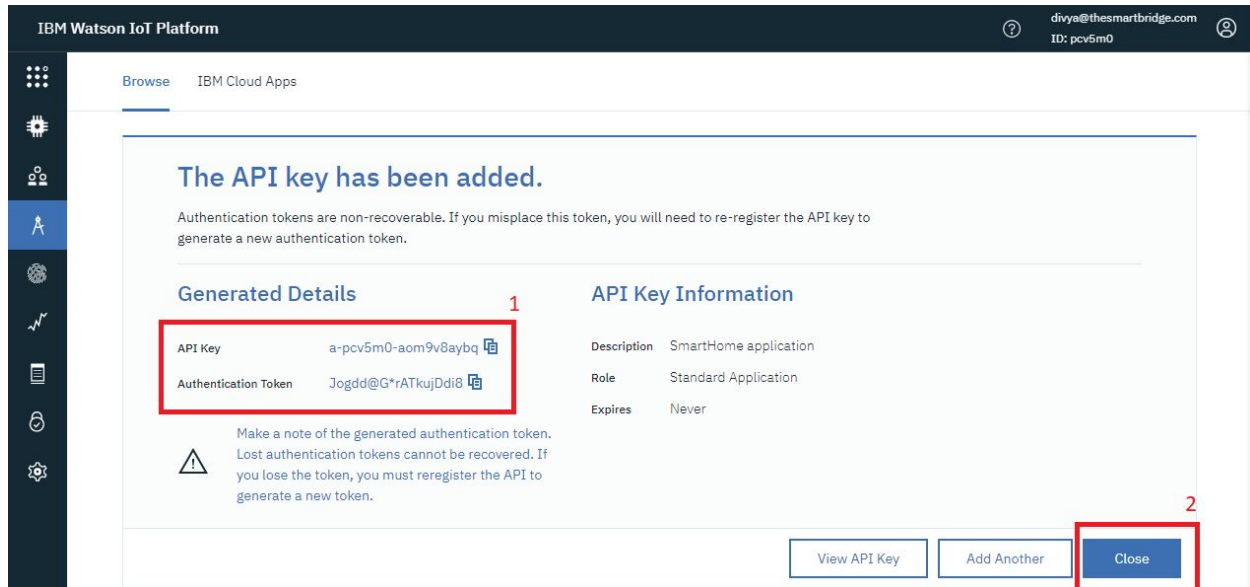 IBM Watson IoT Platform
divya@thesmartbridge.com
ID: pcv5m0
Browse IBM Cloud Apps
The API key has been added.
Authentication tokens are non-recoverable. If you misplace this token, you will need to re-register the API key to
generate a new authentication token.
Generated Details
1
API Key a-pcv5m0-aom9v8aybq
Authentication Token Jogdd@G*rATkujDdi8
Make a note of the generated authentication token.
Lost authentication tokens cannot be recovered. If
you lose the token, you must reregister the API to
generate a new token.
API Key Information
Description SmartHome application
Role Standard Application
Expires Never
2
View API Key Add Another Close